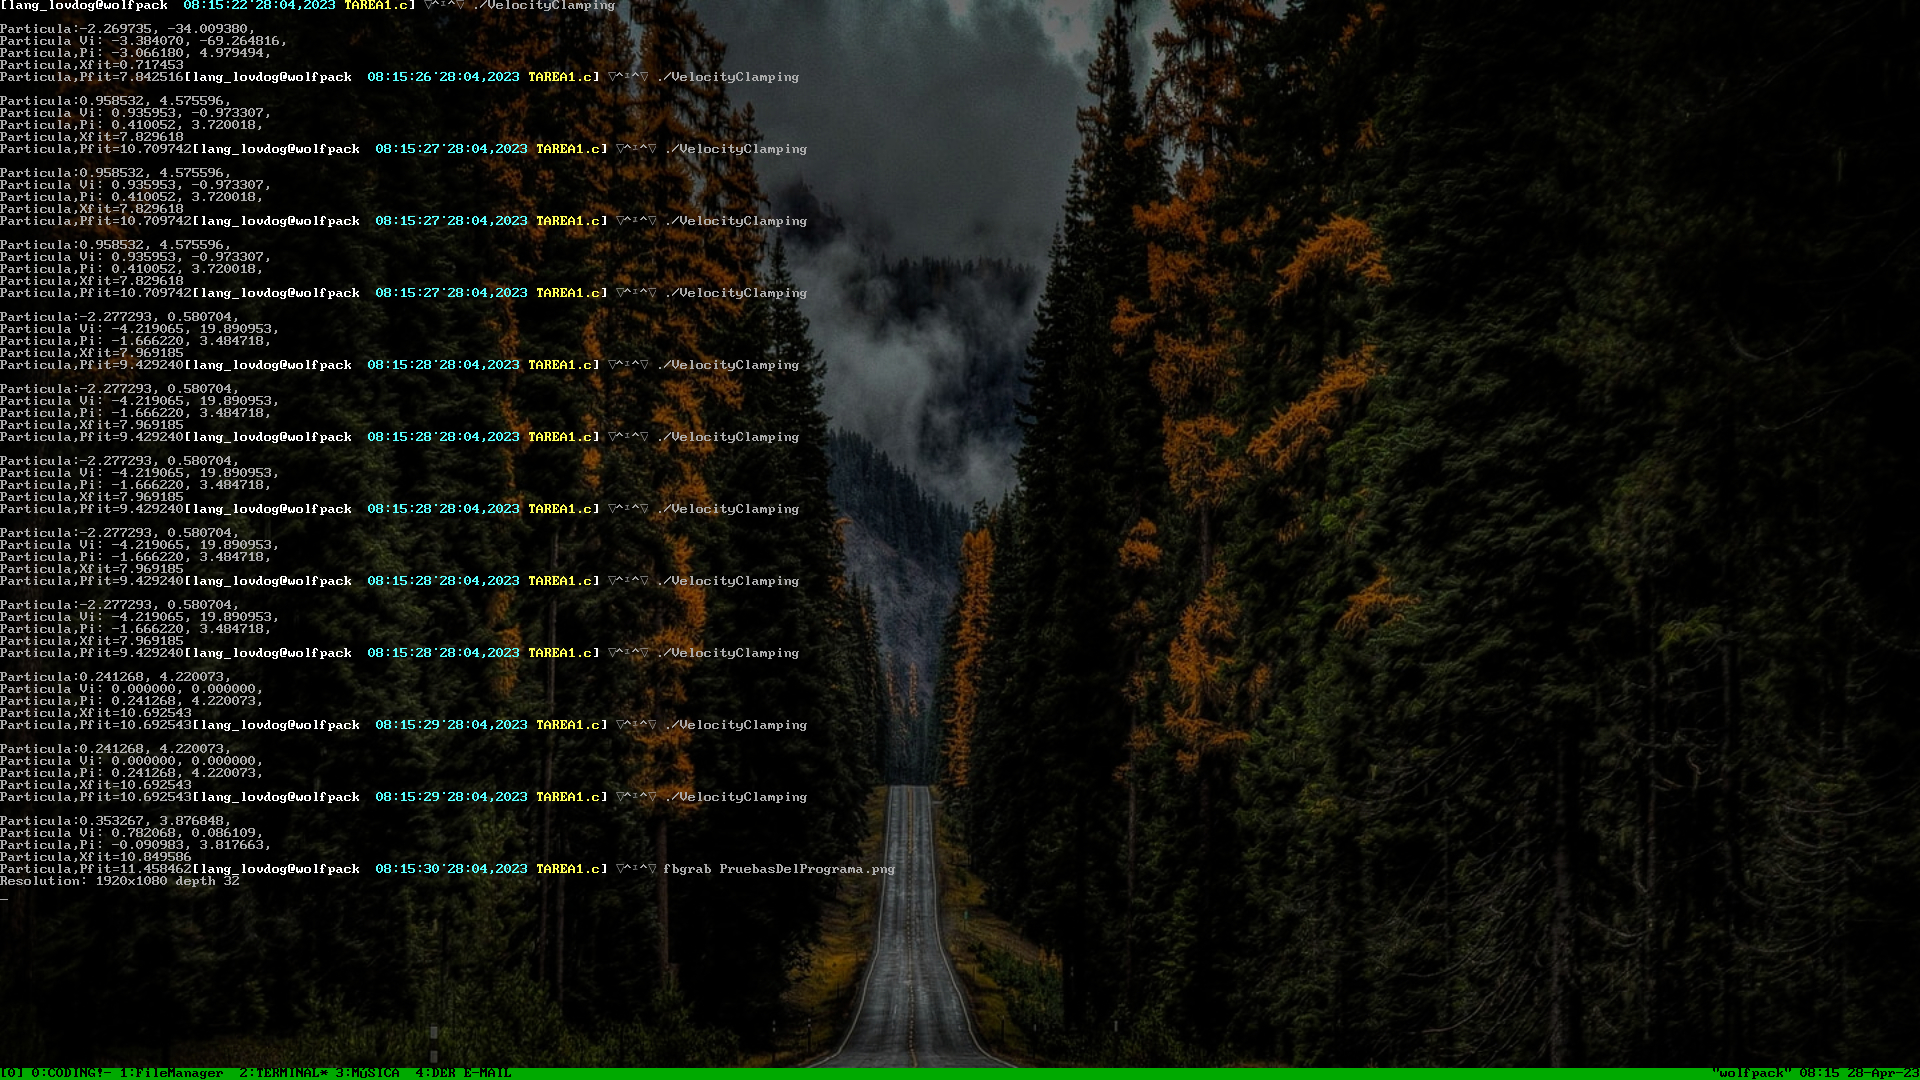 [lang_lovdog@wolfpack  08:15:22'28:04,2023 TAREA1.c] ▽^ᴵ^▽ ./VelocityClamping
Particula:-2.269735, -34.009380,
Particula Vi: -3.384070, -69.264816,
Particula,Pi: -3.066180, 4.979494,
Particula,Xfit=0.717453
Particula,Pfit=7.842516[lang_lovdog@wolfpack  08:15:26'28:04,2023 TAREA1.c] ▽^ᴵ^▽ ./VelocityClamping
Particula:0.958532, 4.575596,
Particula Vi: 0.935953, -0.973307,
Particula,Pi: 0.410052, 3.720018,
Particula,Xfit=7.829618
Particula,Pfit=10.709742[lang_lovdog@wolfpack  08:15:27'28:04,2023 TAREA1.c] ▽^ᴵ^▽ ./VelocityClamping
Particula:0.958532, 4.575596,
Particula Vi: 0.935953, -0.973307,
Particula,Pi: 0.410052, 3.720018,
Particula,Xfit=7.829618
Particula,Pfit=10.709742[lang_lovdog@wolfpack  08:15:27'28:04,2023 TAREA1.c] ▽^ᴵ^▽ ./VelocityClamping
Particula:0.958532, 4.575596,
Particula Vi: 0.935953, -0.973307,
Particula,Pi: 0.410052, 3.720018,
Particula,Xfit=7.829618
Particula,Pfit=10.709742[lang_lovdog@wolfpack  08:15:27'28:04,2023 TAREA1.c] ▽^ᴵ^▽ ./VelocityClamping
Particula:-2.277293, 0.580704,
Particula Vi: -4.219065, 19.890953,
Particula,Pi: -1.666220, 3.484718,
Particula,Xfit=7.969185
Particula,Pfit=9.429240[lang_lovdog@wolfpack  08:15:28'28:04,2023 TAREA1.c] ▽^ᴵ^▽ ./VelocityClamping
Particula:-2.277293, 0.580704,
Particula Vi: -4.219065, 19.890953,
Particula,Pi: -1.666220, 3.484718,
Particula,Xfit=7.969185
Particula,Pfit=9.429240[lang_lovdog@wolfpack  08:15:28'28:04,2023 TAREA1.c] ▽^ᴵ^▽ ./VelocityClamping
Particula:-2.277293, 0.580704,
Particula Vi: -4.219065, 19.890953,
Particula,Pi: -1.666220, 3.484718,
Particula,Xfit=7.969185
Particula,Pfit=9.429240[lang_lovdog@wolfpack  08:15:28'28:04,2023 TAREA1.c] ▽^ᴵ^▽ ./VelocityClamping
Particula:-2.277293, 0.580704,
Particula Vi: -4.219065, 19.890953,
Particula,Pi: -1.666220, 3.484718,
Particula,Xfit=7.969185
Particula,Pfit=9.429240[lang_lovdog@wolfpack  08:15:28'28:04,2023 TAREA1.c] ▽^ᴵ^▽ ./VelocityClamping
Particula:-2.277293, 0.580704,
Particula Vi: -4.219065, 19.890953,
Particula,Pi: -1.666220, 3.484718,
Particula,Xfit=7.969185
Particula,Pfit=9.429240[lang_lovdog@wolfpack  08:15:28'28:04,2023 TAREA1.c] ▽^ᴵ^▽ ./VelocityClamping
Particula:0.241268, 4.220073,
Particula Vi: 0.000000, 0.000000,
Particula,Pi: 0.241268, 4.220073,
Particula,Xfit=10.692543
Particula,Pfit=10.692543[lang_lovdog@wolfpack  08:15:29'28:04,2023 TAREA1.c] ▽^ᴵ^▽ ./VelocityClamping
Particula:0.241268, 4.220073,
Particula Vi: 0.000000, 0.000000,
Particula,Pi: 0.241268, 4.220073,
Particula,Xfit=10.692543
Particula,Pfit=10.692543[lang_lovdog@wolfpack  08:15:29'28:04,2023 TAREA1.c] ▽^ᴵ^▽ ./VelocityClamping
Particula:0.353267, 3.876848,
Particula Vi: 0.782068, 0.086109,
Particula,Pi: -0.090983, 3.817663,
Particula,Xfit=10.849586
Particula,Pfit=11.458462[lang_lovdog@wolfpack  08:15:30'28:04,2023 TAREA1.c] ▽^ᴵ^▽ fbgrab PruebasDelPrograma.png
Resolution: 1920x1080 depth 32
[0] 0:CODING!- 1:FileManager  2:TERMINAL* 3:MÚSICA  4:DER E-MAIL "wolfpack" 08:15 28-Apr-23